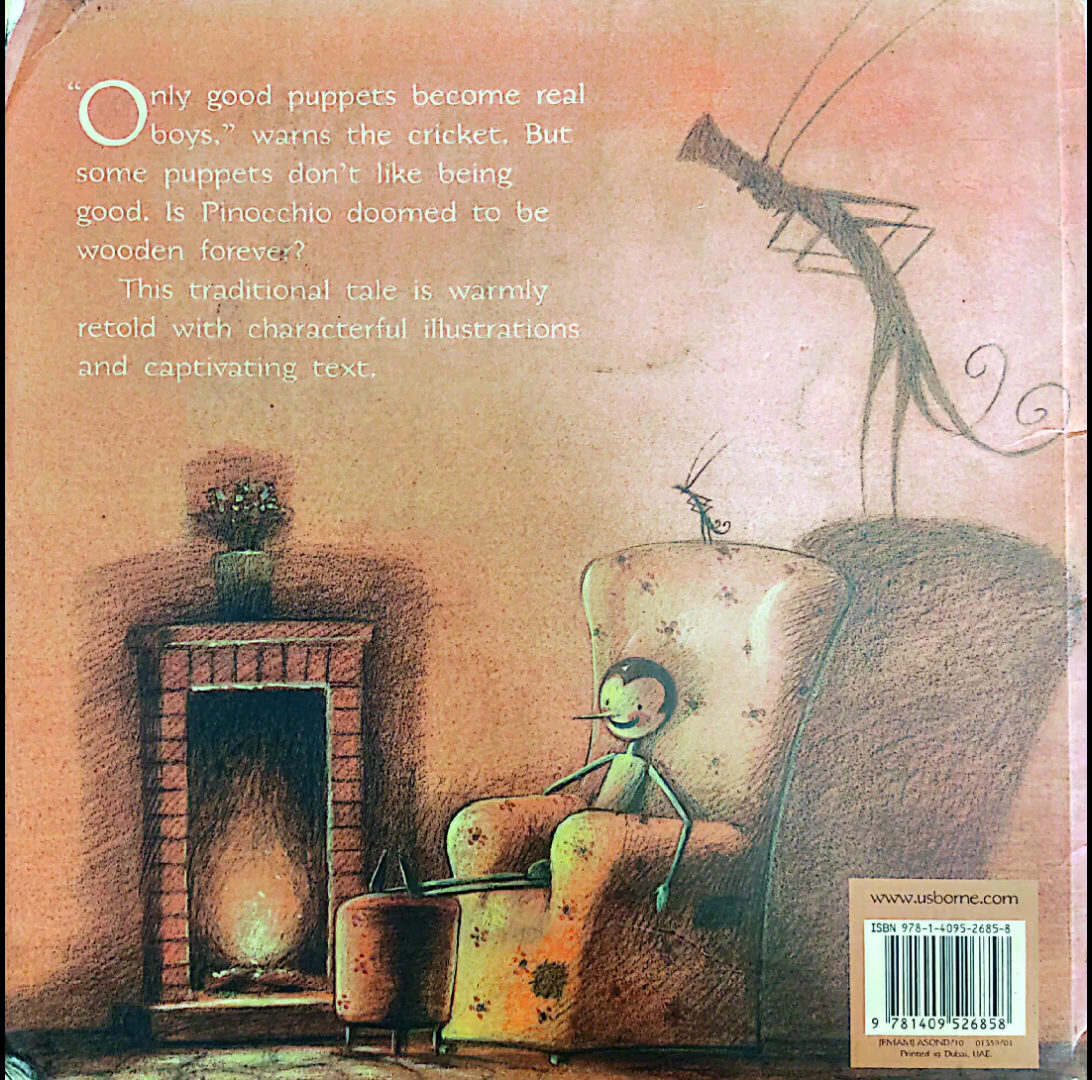 “Only good puppets become real
boys,” warns the cricket. But
some puppets don’t like being
good. Is Pinocchio doomed to be
wooden forever?
This traditional tale is warmly
retold with characterful illustrations
and captivating text.
www.usborne.com
ISBN 978-1-4095-2685-8
9 781409 526858
[FMAM] ASOND/10 01359/01
Printed in Dubai, UAE.